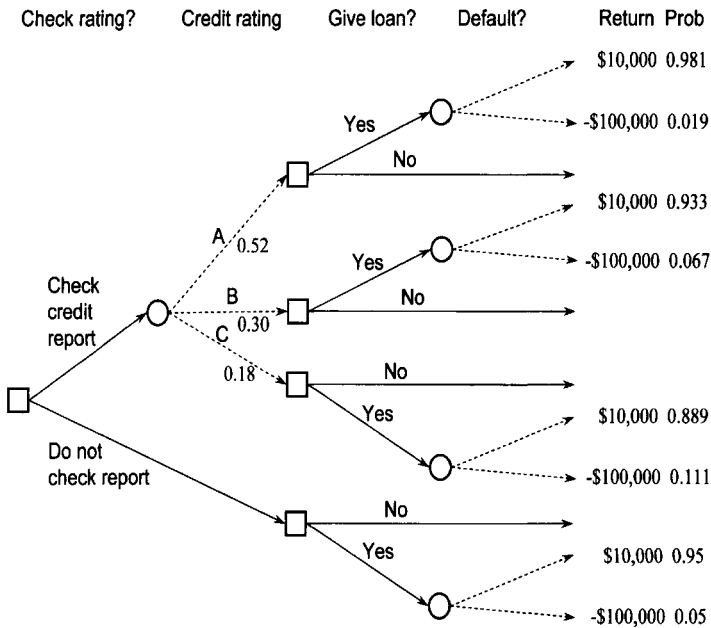 Check rating? Credit rating Give loan? Default? Return Prob
$10,000 0.981
Yes
-$100,000 0.019
No
$10,000 0.933
A
0.52
Yes
-$100,000 0.067
Check
credit
report
B
0.30
No
C
0.18
No
Yes
$10,000 0.889
Do not
check report
-$100,000 0.111
No
Yes
$10,000 0.95
-$100,000 0.05